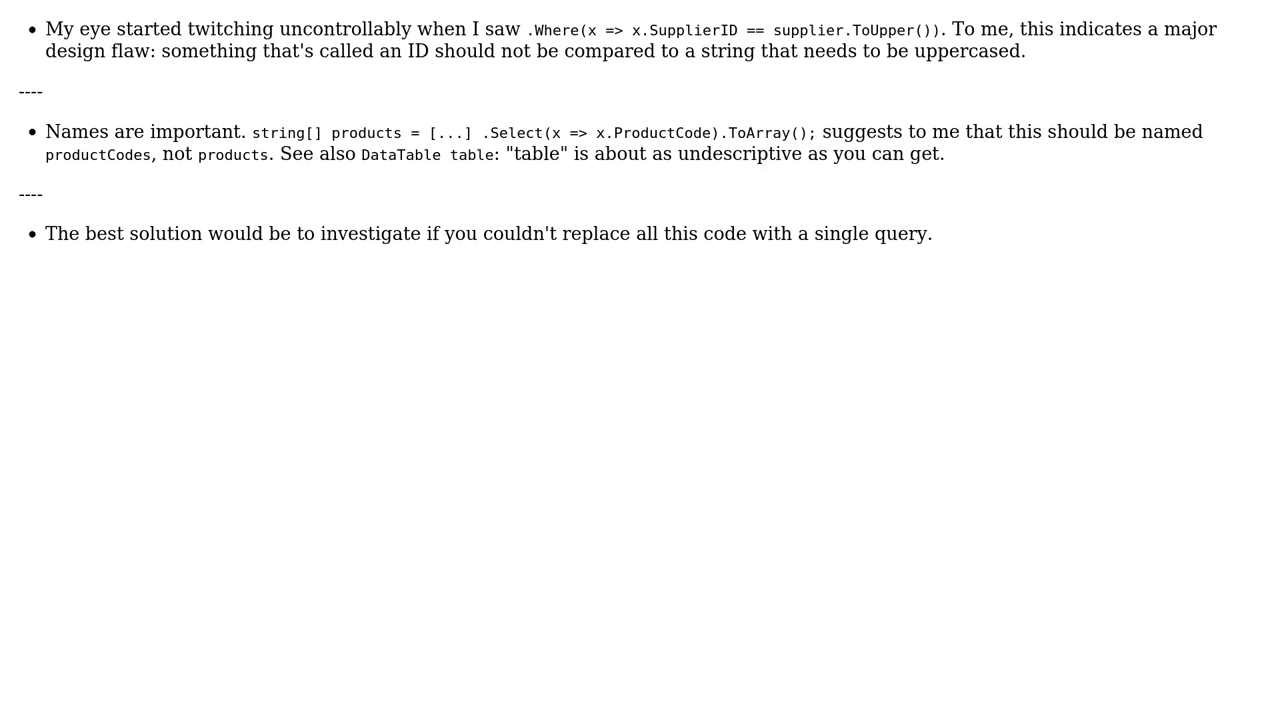 • My eye started twitching uncontrollably when I saw .Where(x => x.SupplierID == supplier.ToUpper()). To me, this indicates a major
design flaw: something that's called an ID should not be compared to a string that needs to be uppercased.
----
• Names are important. string[] products = [...] .Select(x => x.ProductCode).ToArray(); suggests to me that this should be named
productCodes, not products. See also DataTable table: "table" is about as undescriptive as you can get.
----
• The best solution would be to investigate if you couldn't replace all this code with a single query.